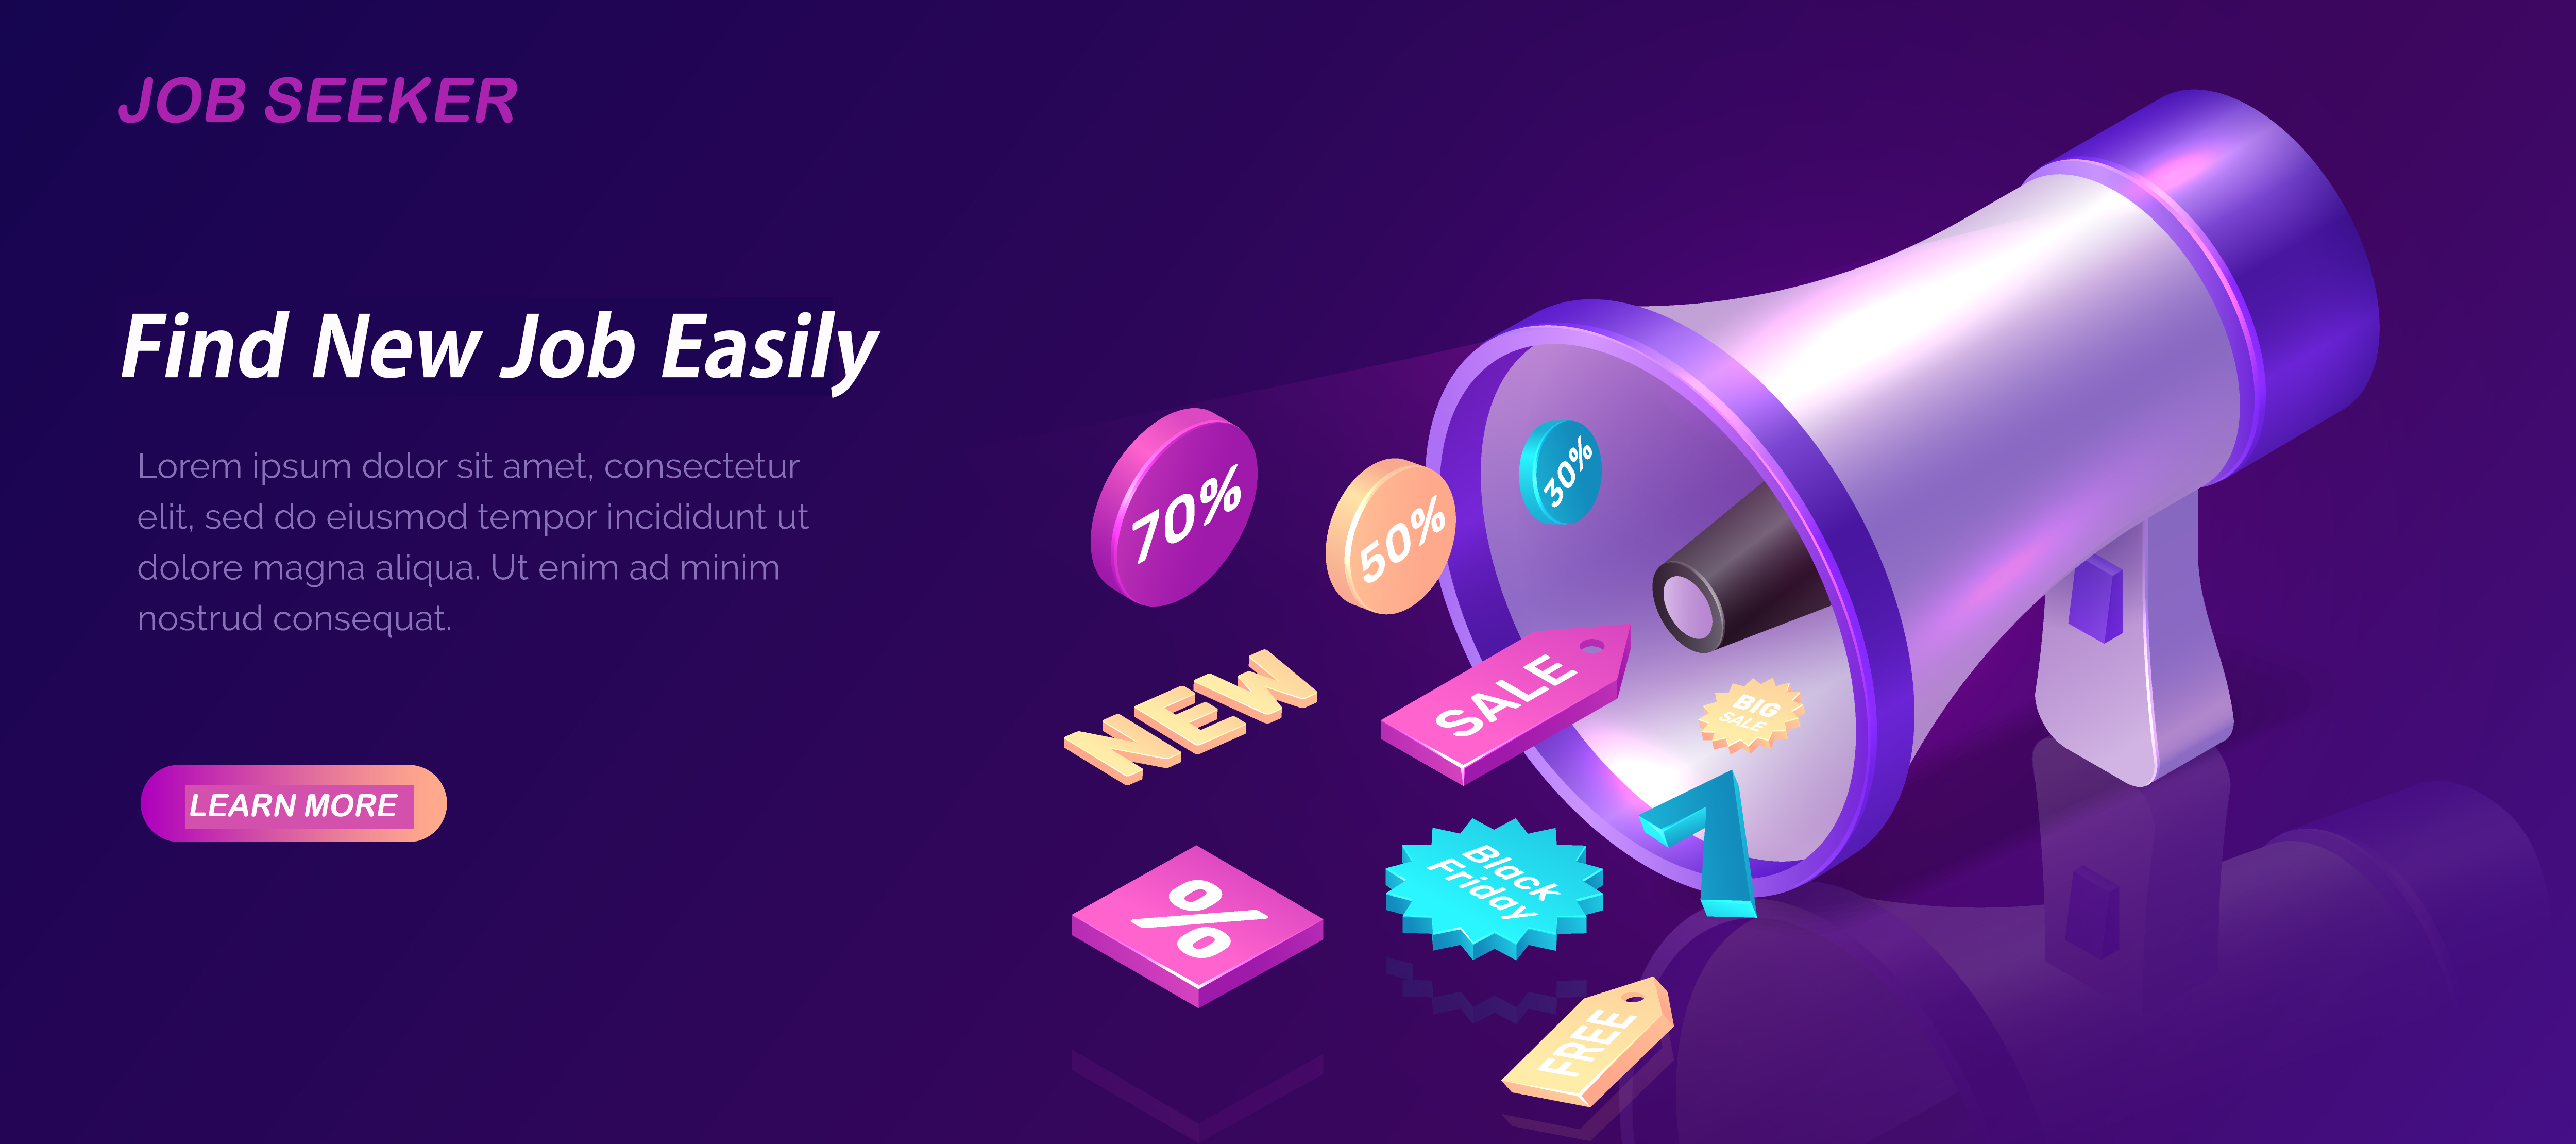 JOB SEEKER
Find New Job Easily
Lorem ipsum dolor sit amet, consectetur
elit, sed do eiusmod tempor incididunt ut
dolore magna aliqua. Ut enim ad minim
nostrud consequat.
LEARN MORE
70%
50%
30%
NEW
SALE
BIG
SALE
%
Black
Friday
1
FREE